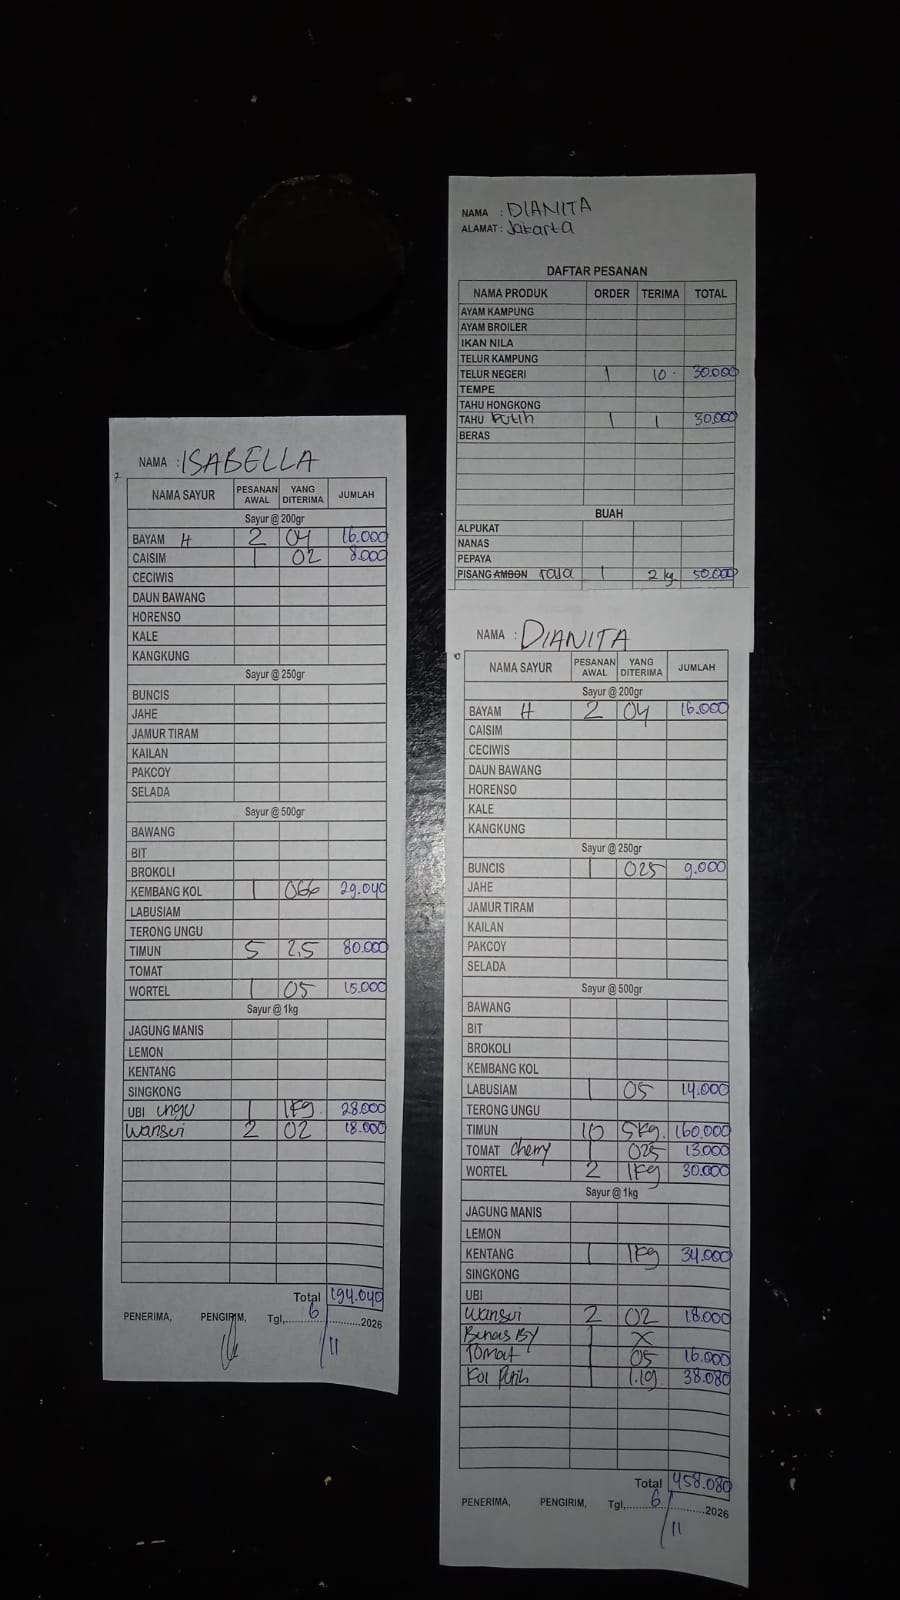 NAMA : ISABELLA
NAMA SAYUR PESANAN AWAL YANG DITERIMA JUMLAH
Sayur @ 200gr
BAYAM H 2 04 16.000
CAISIM 1 02 8.000
CECIWIS
DAUN BAWANG
HORENSO
KALE
KANGKUNG
Sayur @ 250gr
BUNCIS
JAHE
JAMUR TIRAM
KAILAN
PAKCOY
SELADA
Sayur @ 500gr
BAWANG
BIT
BROKOLI
KEMBANG KOL 1 066 29.040
LABUSIAM
TERONG UNGU
TIMUN 5 2,5 80.000
TOMAT
WORTEL 1 05 15.000
Sayur @ 1kg
JAGUNG MANIS
LEMON
KENTANG
SINGKONG
UBI ungu 1 1kg. 28.000
Wansui 2 02 18.000
Total 194.040
PENERIMA, PENGIRIM, Tgl,......6/11......2026
NAMA : DIANITA
ALAMAT : Jakarta
DAFTAR PESANAN
NAMA PRODUK ORDER TERIMA TOTAL
AYAM KAMPUNG
AYAM BROILER
IKAN NILA
TELUR KAMPUNG
TELUR NEGERI 1 10 30.000
TEMPE
TAHU HONGKONG
TAHU putih 1 1 30.000
BERAS
BUAH
ALPUKAT
NANAS
PEPAYA
PISANG AMBON raja 1 2 kg 50.000
NAMA : DIANITA
NAMA SAYUR PESANAN AWAL YANG DITERIMA JUMLAH
Sayur @ 200gr
BAYAM H 2 04 16.000
CAISIM
CECIWIS
DAUN BAWANG
HORENSO
KALE
KANGKUNG
Sayur @ 250gr
BUNCIS 1 025 9.000
JAHE
JAMUR TIRAM
KAILAN
PAKCOY
SELADA
Sayur @ 500gr
BAWANG
BIT
BROKOLI
KEMBANG KOL
LABUSIAM 1 05 14.000
TERONG UNGU
TIMUN 10 5kg. 160.000
TOMAT cherry 1 025 13.000
WORTEL 2 1kg 30.000
Sayur @ 1kg
JAGUNG MANIS
LEMON
KENTANG 1 1kg 34.000
SINGKONG
UBI
Wansui 2 02 18.000
BY 1 X
Tomat 1 05 16.000
Kol Putih 1 1.19 38.080
Total 458.080
PENERIMA, PENGIRIM, Tgl,......6/11......2026